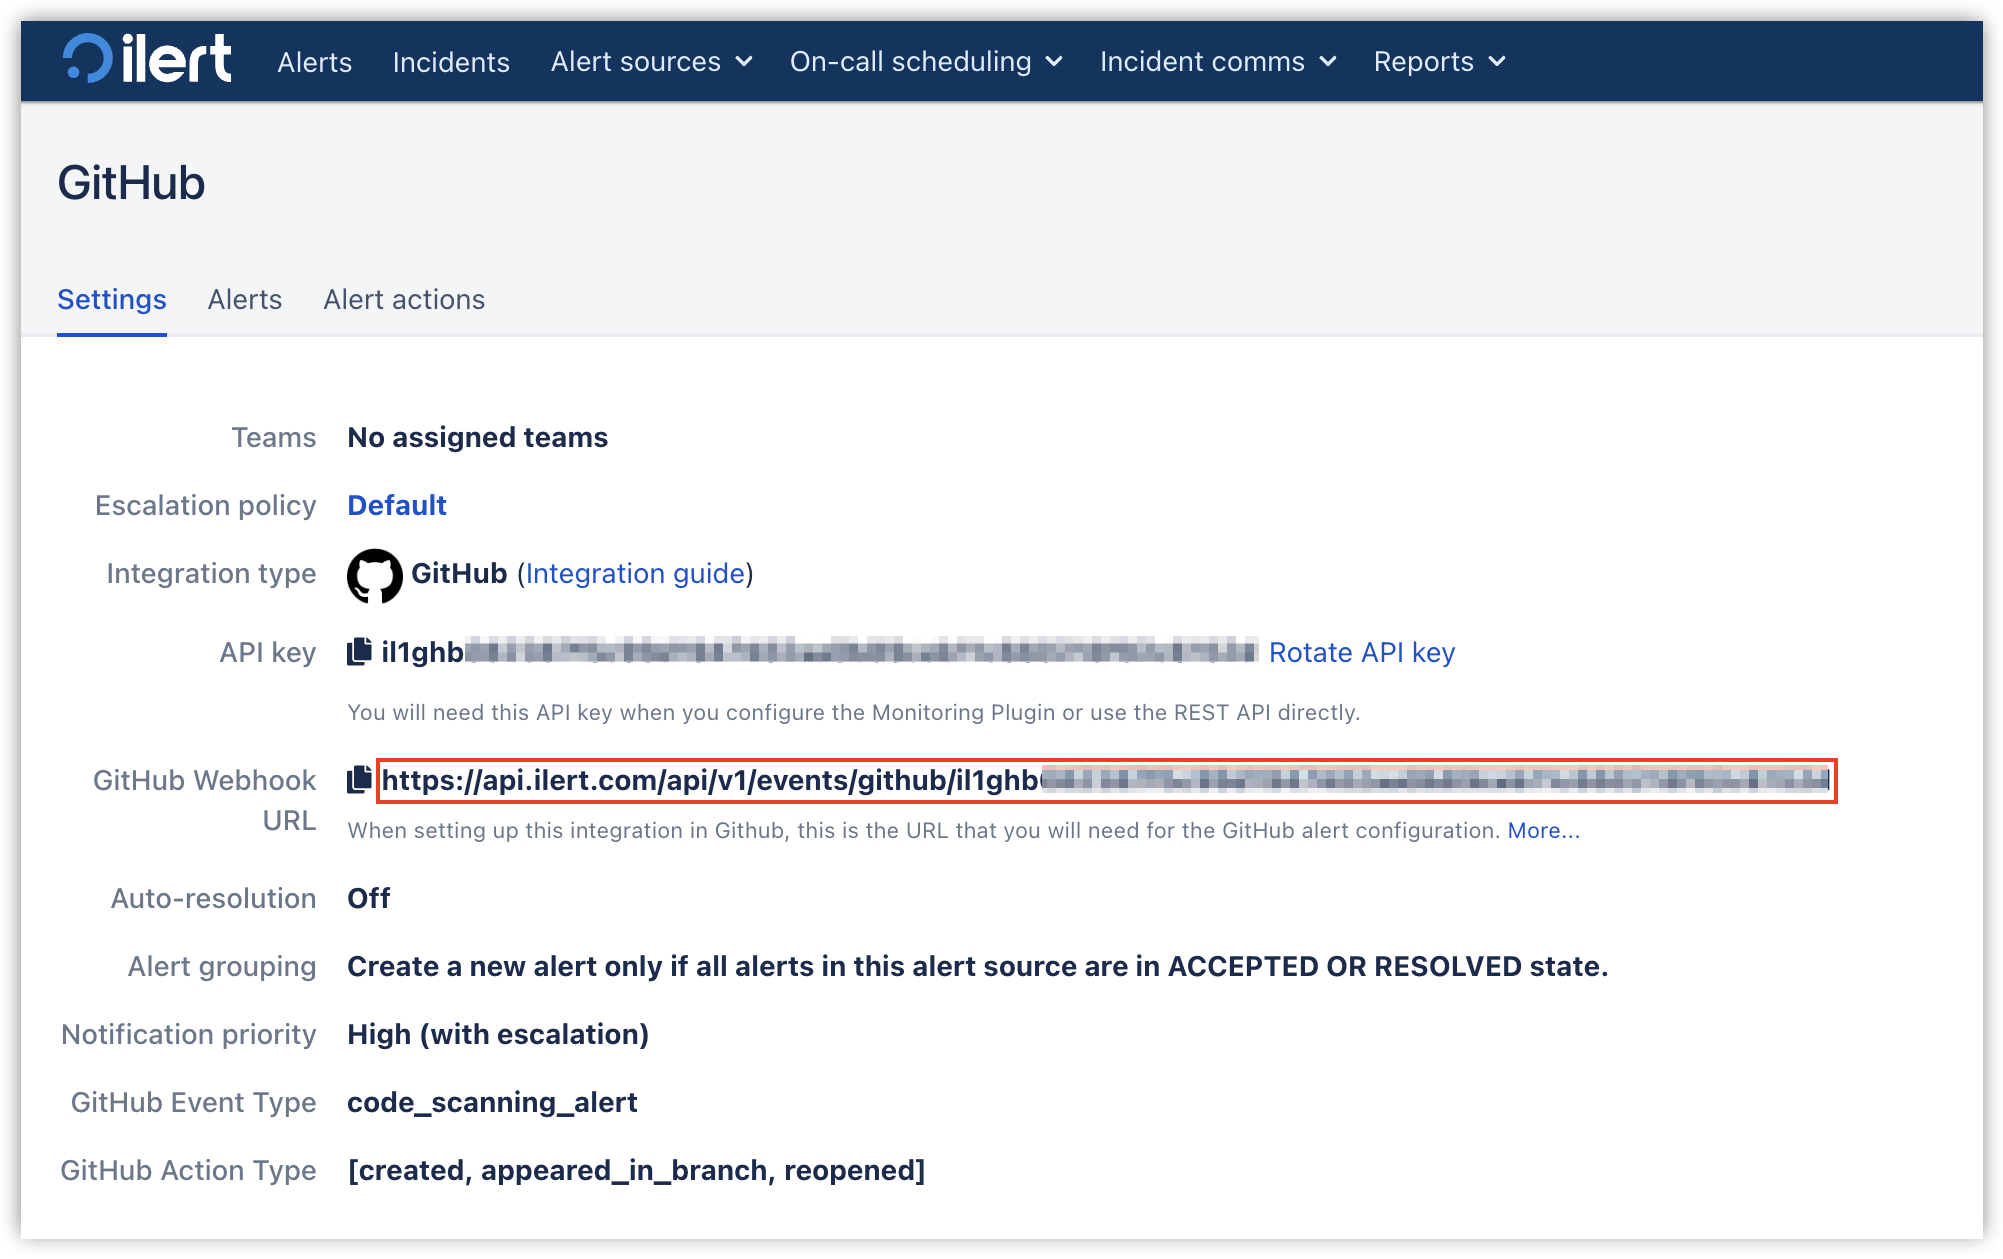 ilert Alerts Incidents Alert sources On-call scheduling Incident comms Reports
GitHub
Settings Alerts Alert actions
Teams No assigned teams
Escalation policy Default
Integration type GitHub (Integration guide)
API key il1ghb Rotate API key
You will need this API key when you configure the Monitoring Plugin or use the REST API directly.
GitHub Webhook https://api.ilert.com/api/v1/events/github/il1ghb
URL When setting up this integration in Github, this is the URL that you will need for the GitHub alert configuration. More...
Auto-resolution Off
Alert grouping Create a new alert only if all alerts in this alert source are in ACCEPTED OR RESOLVED state.
Notification priority High (with escalation)
GitHub Event Type code_scanning_alert
GitHub Action Type [created, appeared_in_branch, reopened]